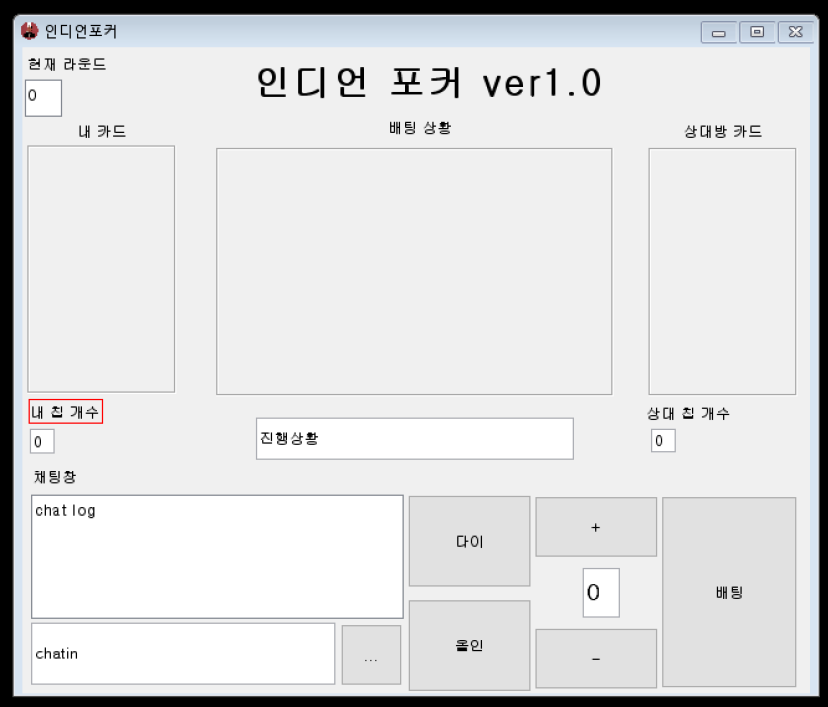 인디언포커
현재 라운드
인디언 포커 ver1.0
0
내 카드
배팅 상황
상대방 카드
내 칩 개수
상대 칩 개수
0
진행상황
0
채팅창
chat log
다이
+
0
배팅
chatin
...
올인
-